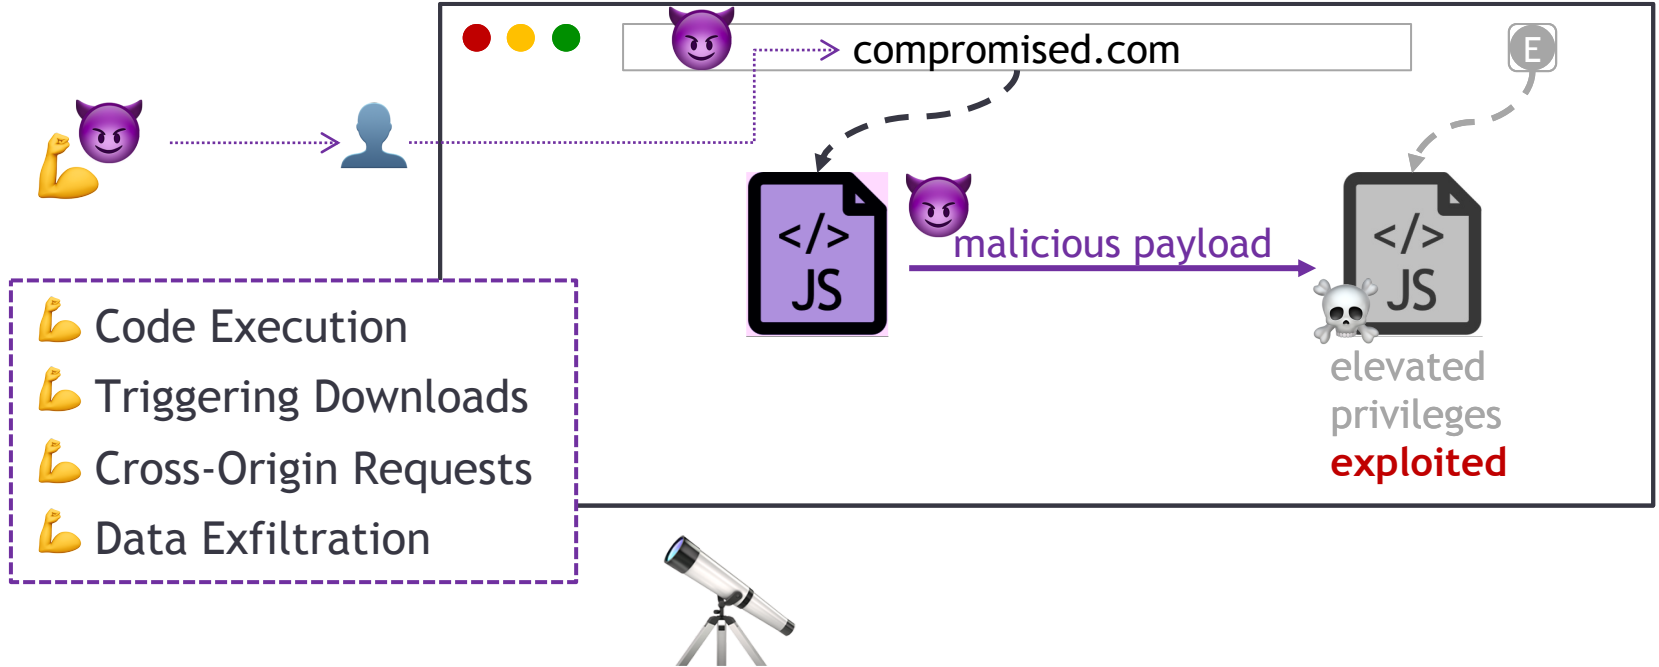 compromised.com
E
</>
JS
malicious payload
</>
JS
elevated
privileges
exploited
Code Execution
Triggering Downloads
Cross-Origin Requests
Data Exfiltration